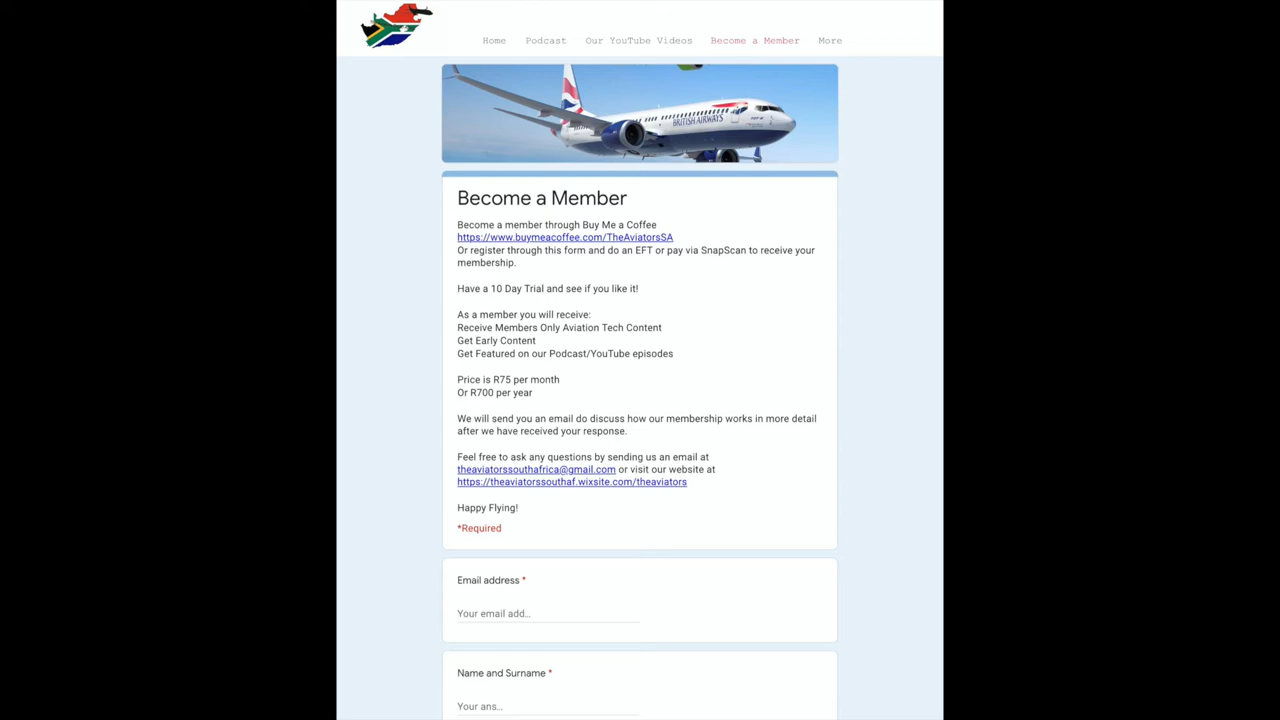 Home Podcast Our YouTube Videos Become a Member More
BRITISH AIRWAYS
Become a Member
Become a member through Buy Me a Coffee
https://www.buymeacoffee.com/TheAviatorsSA
Or register through this form and do an EFT or pay via SnapScan to receive your
membership.
Have a 10 Day Trial and see if you like it!
As a member you will receive:
Receive Members Only Aviation Tech Content
Get Early Content
Get Featured on our Podcast/YouTube episodes
Price is R75 per month
Or R700 per year
We will send you an email do discuss how our membership works in more detail
after we have received your response.
Feel free to ask any questions by sending us an email at
theaviatorssouthafrica@gmail.com or visit our website at
https://theaviatorssouthaf.wixsite.com/theaviators
Happy Flying!
*Required
Email address *
Your email add...
Name and Surname *
Your ans...